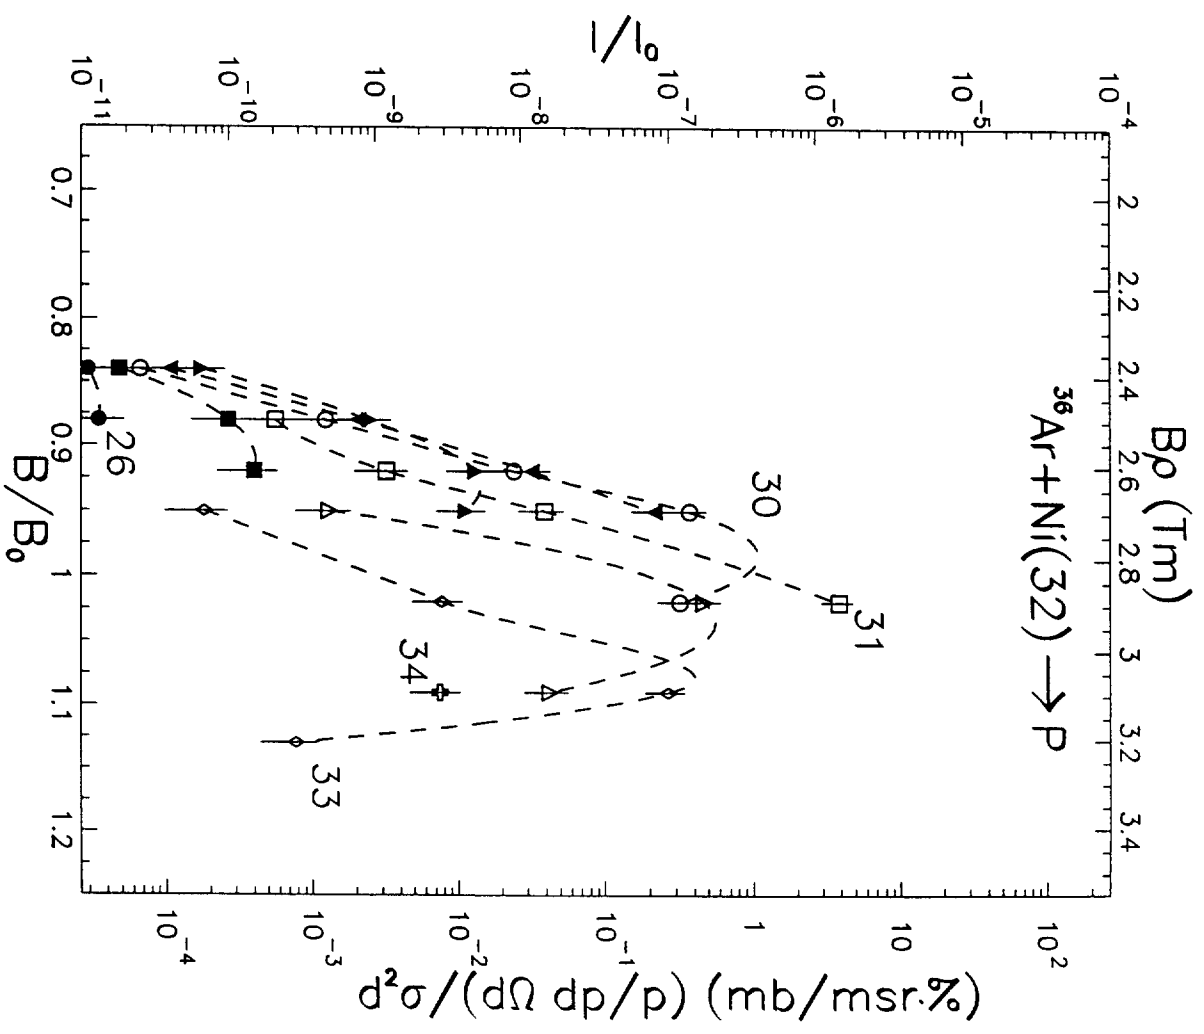 Bρ (Tm)
2 2.2 2.4 2.6 2.8 3 3.2 3.4
I/I₀
10⁻⁴
10⁻⁵
10⁻⁶
10⁻⁷
10⁻⁸
10⁻⁹
10⁻¹⁰
10⁻¹¹
³⁶Ar+Ni(32) → P
31
30
34
33
26
10²
10
1
10⁻¹
10⁻²
10⁻³
10⁻⁴
d²σ/(dΩ dp/p) (mb/msr·%)
0.7 0.8 0.9 1 1.1 1.2
B/B₀